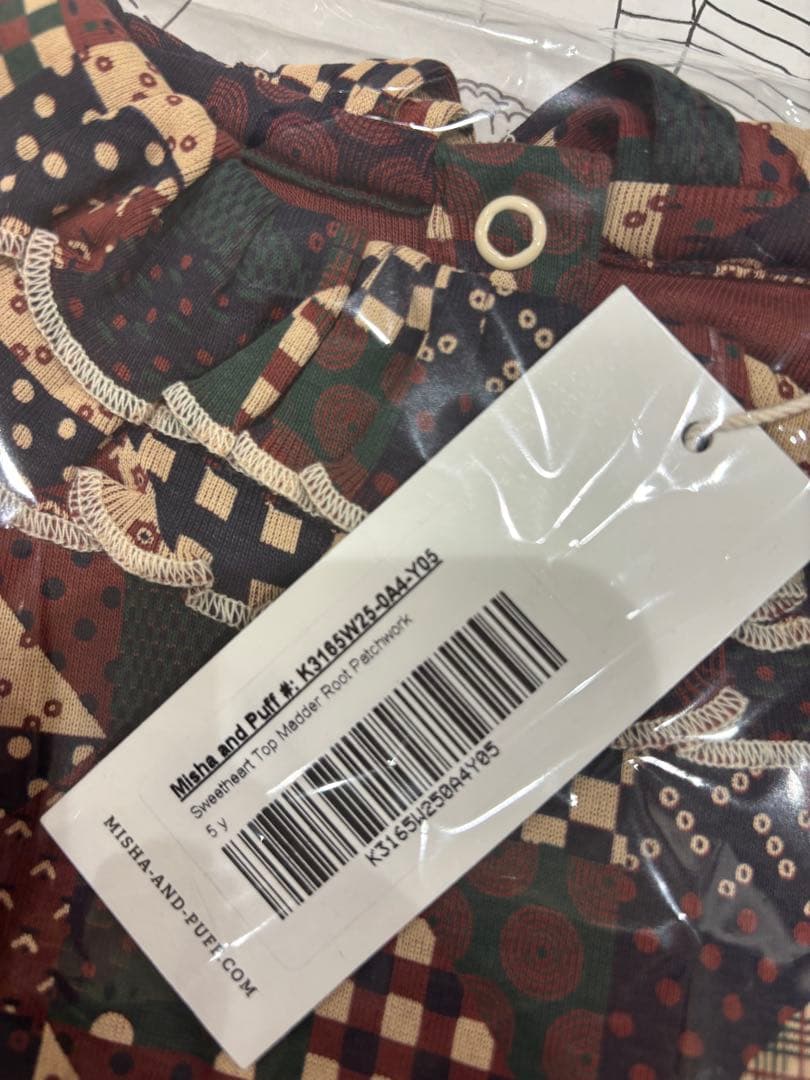 Misha and Puff #: K3165W25-0A4-Y05
Sweetheart Top Madder Root Patchwork
5 y
K3165W250A4Y05
MISHA-AND-PUFF.COM